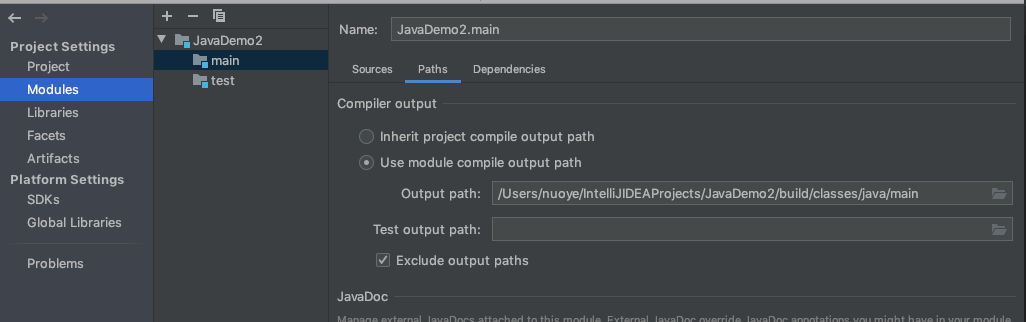 Project Settings
Project
Modules
Libraries
Facets
Artifacts
Platform Settings
SDKs
Global Libraries
Problems
JavaDemo2
main
test
Name: JavaDemo2.main
Sources Paths Dependencies
Compiler output
Inherit project compile output path
Use module compile output path
Output path: /Users/nuoye/IntelliJIDEAProjects/JavaDemo2/build/classes/java/main
Test output path:
Exclude output paths
JavaDoc
Manage external JavaDocs attached to this module. External JavaDoc override JavaDoc annotations you might have in your module.